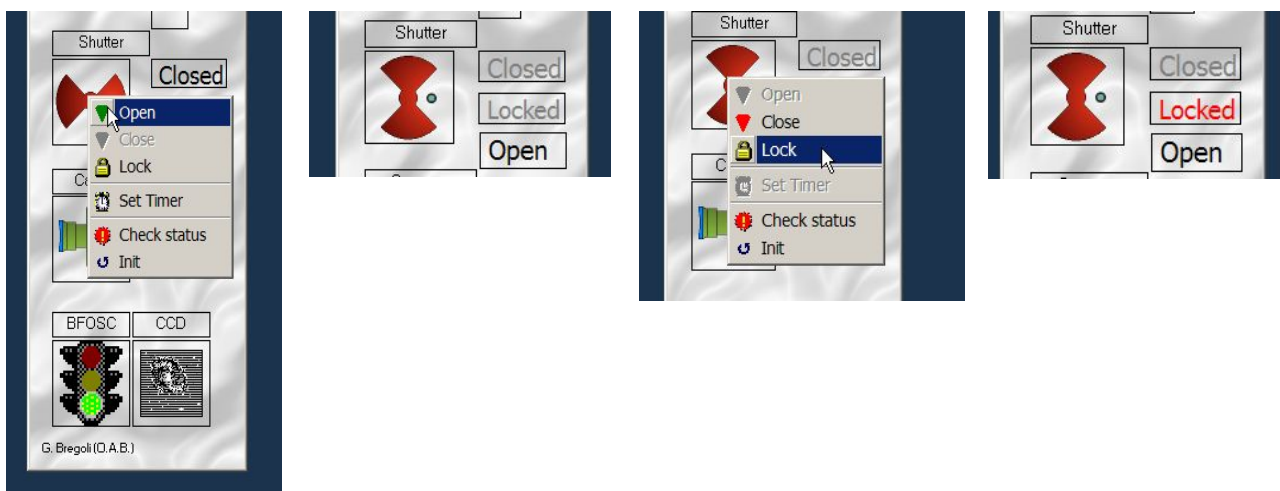 Shutter
Closed
Open
Close
Lock
Set Timer
Check status
Init
BFOSC
CCD
G. Bregoli (O.A.B.)
Shutter
Closed
Locked
Open
Shutter
Closed
Open
Close
Lock
Set Timer
Check status
Init
Shutter
Closed
Locked
Open